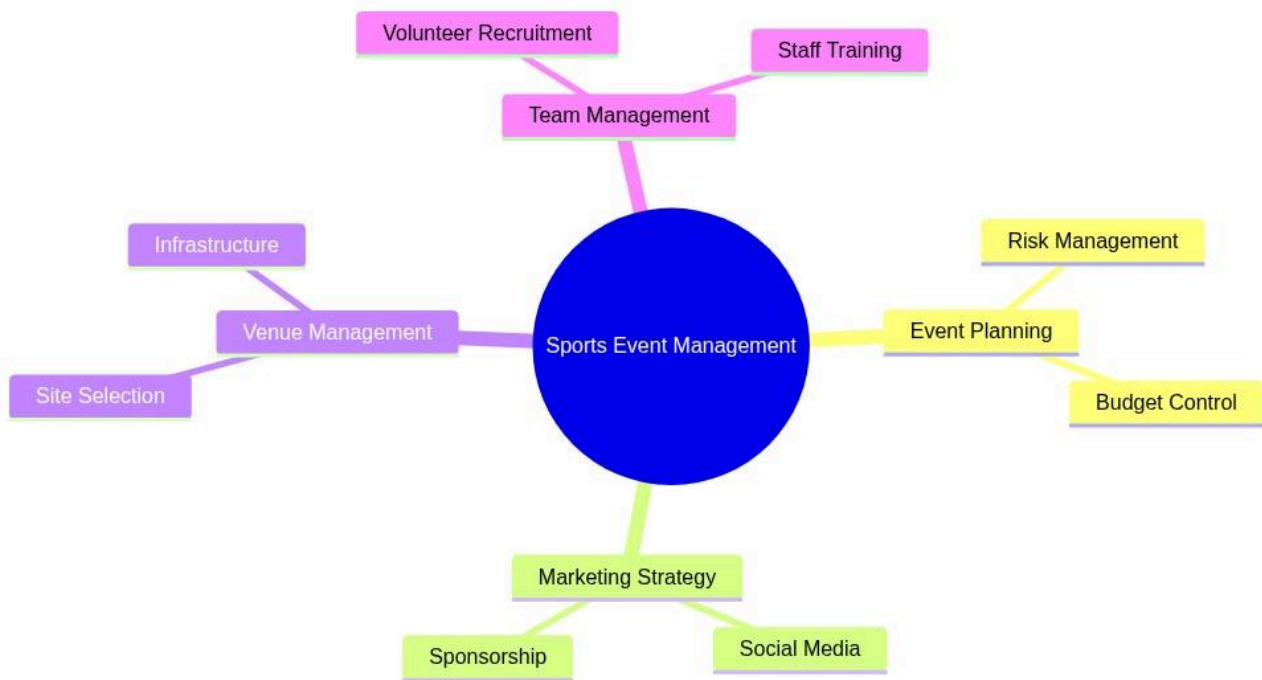 Volunteer Recruitment
Staff Training
Team Management
Infrastructure
Risk Management
Venue Management
Sports Event Management
Event Planning
Site Selection
Budget Control
Marketing Strategy
Sponsorship
Social Media